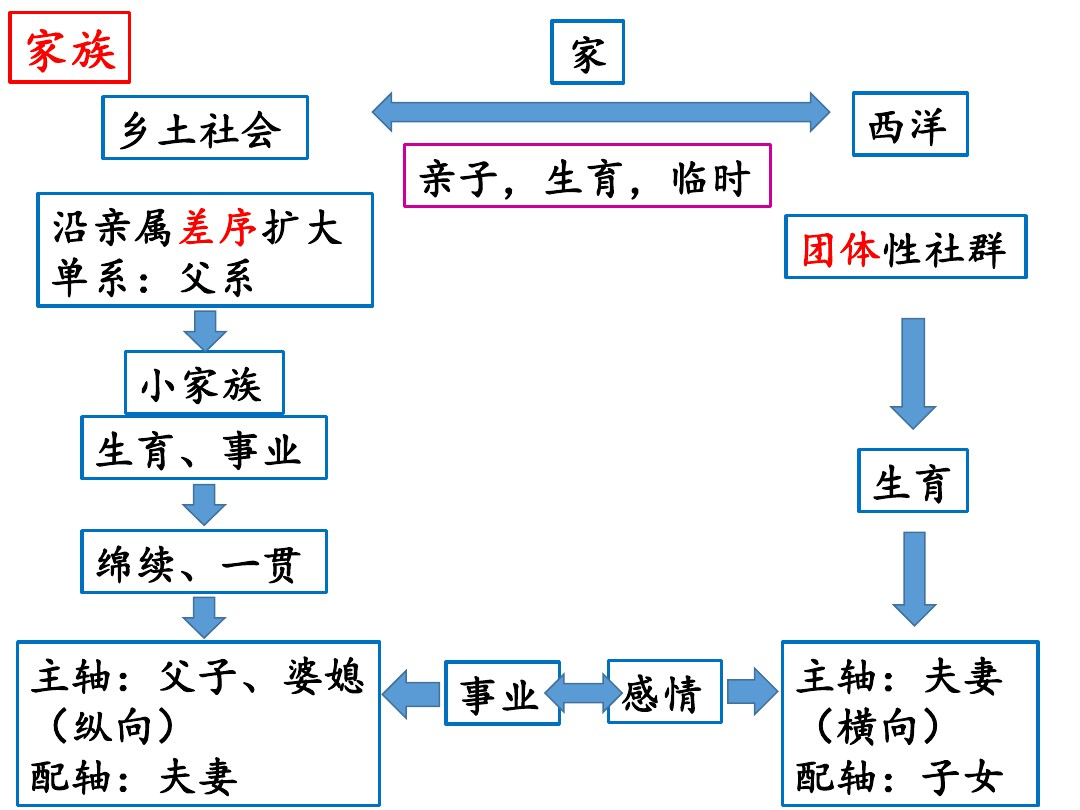 家族
家
乡土社会
西洋
亲子，生育，临时
沿亲属差序扩大
单系：父系
团体性社群
小家族
生育、事业
生育
绵续、一贯
主轴：父子、婆媳
（纵向）
配轴：夫妻
事业
感情
主轴：夫妻
（横向）
配轴：子女